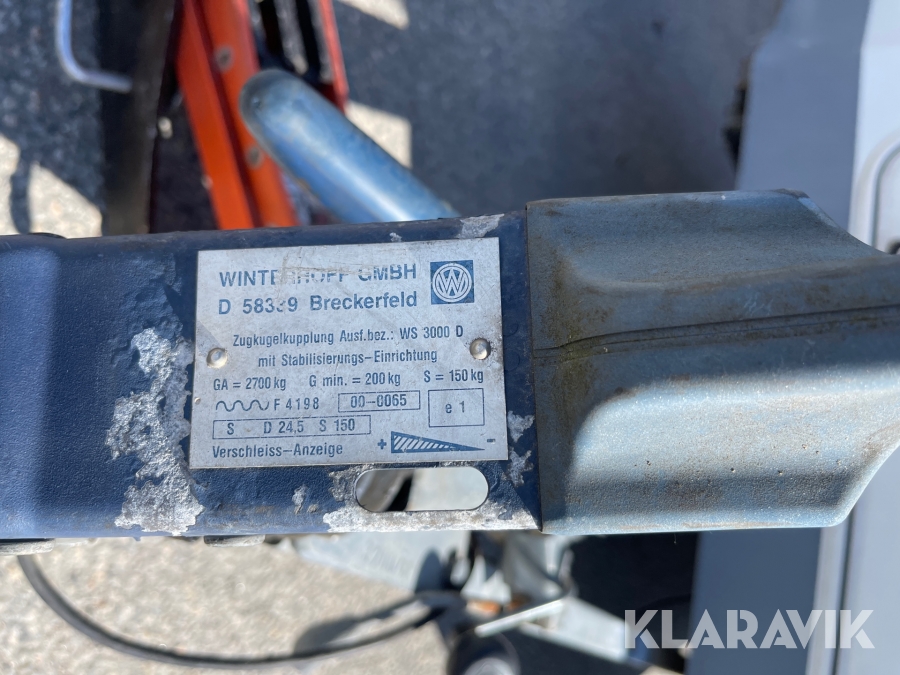 WINTERHOFF GMBH
D 58339 Breckerfeld
W
Zugkugelkupplung Ausf.bez.: WS 3000 D
mit Stabilisierungs-Einrichtung
GA = 2700 kg G min. = 200 kg S = 150 kg
F 4198 00-0065 e 1
S D 24,5 S 150
Verschleiss-Anzeige + -
KLARAVIK